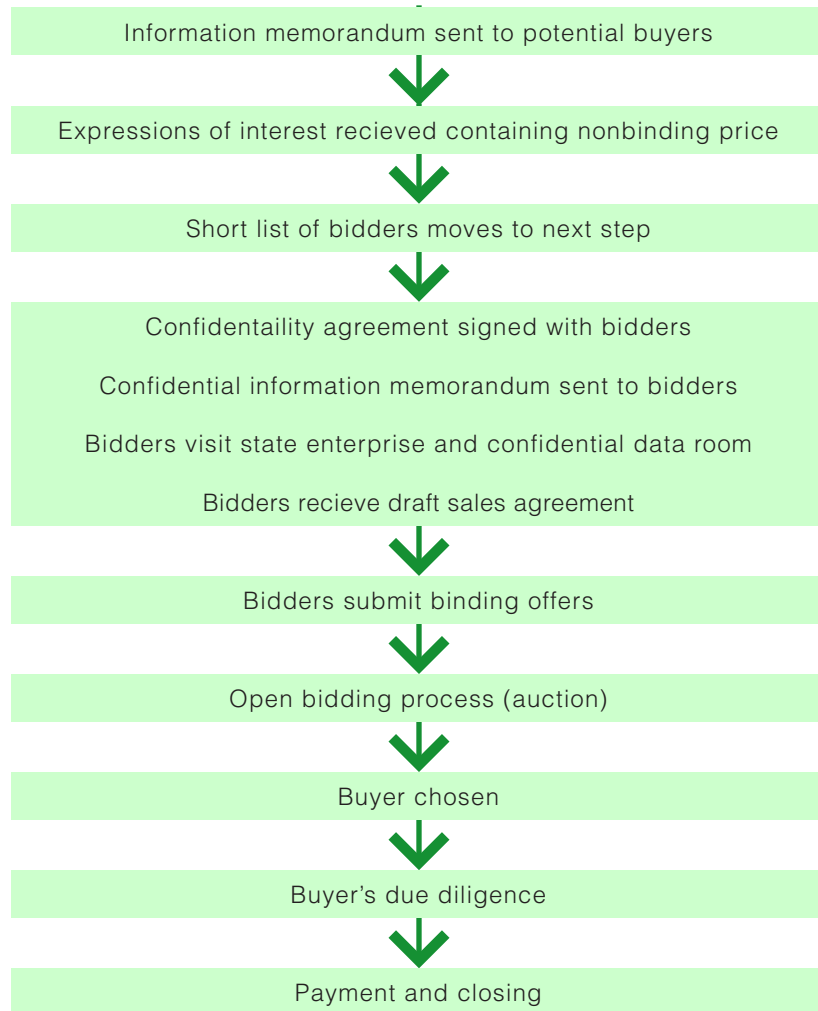 Information memorandum sent to potential buyers
Expressions of interest recieved containing nonbinding price
Short list of bidders moves to next step
Confidentaility agreement signed with bidders
Confidential information memorandum sent to bidders
Bidders visit state enterprise and confidential data room
Bidders recieve draft sales agreement
Bidders submit binding offers
Open bidding process (auction)
Buyer chosen
Buyer’s due diligence
Payment and closing